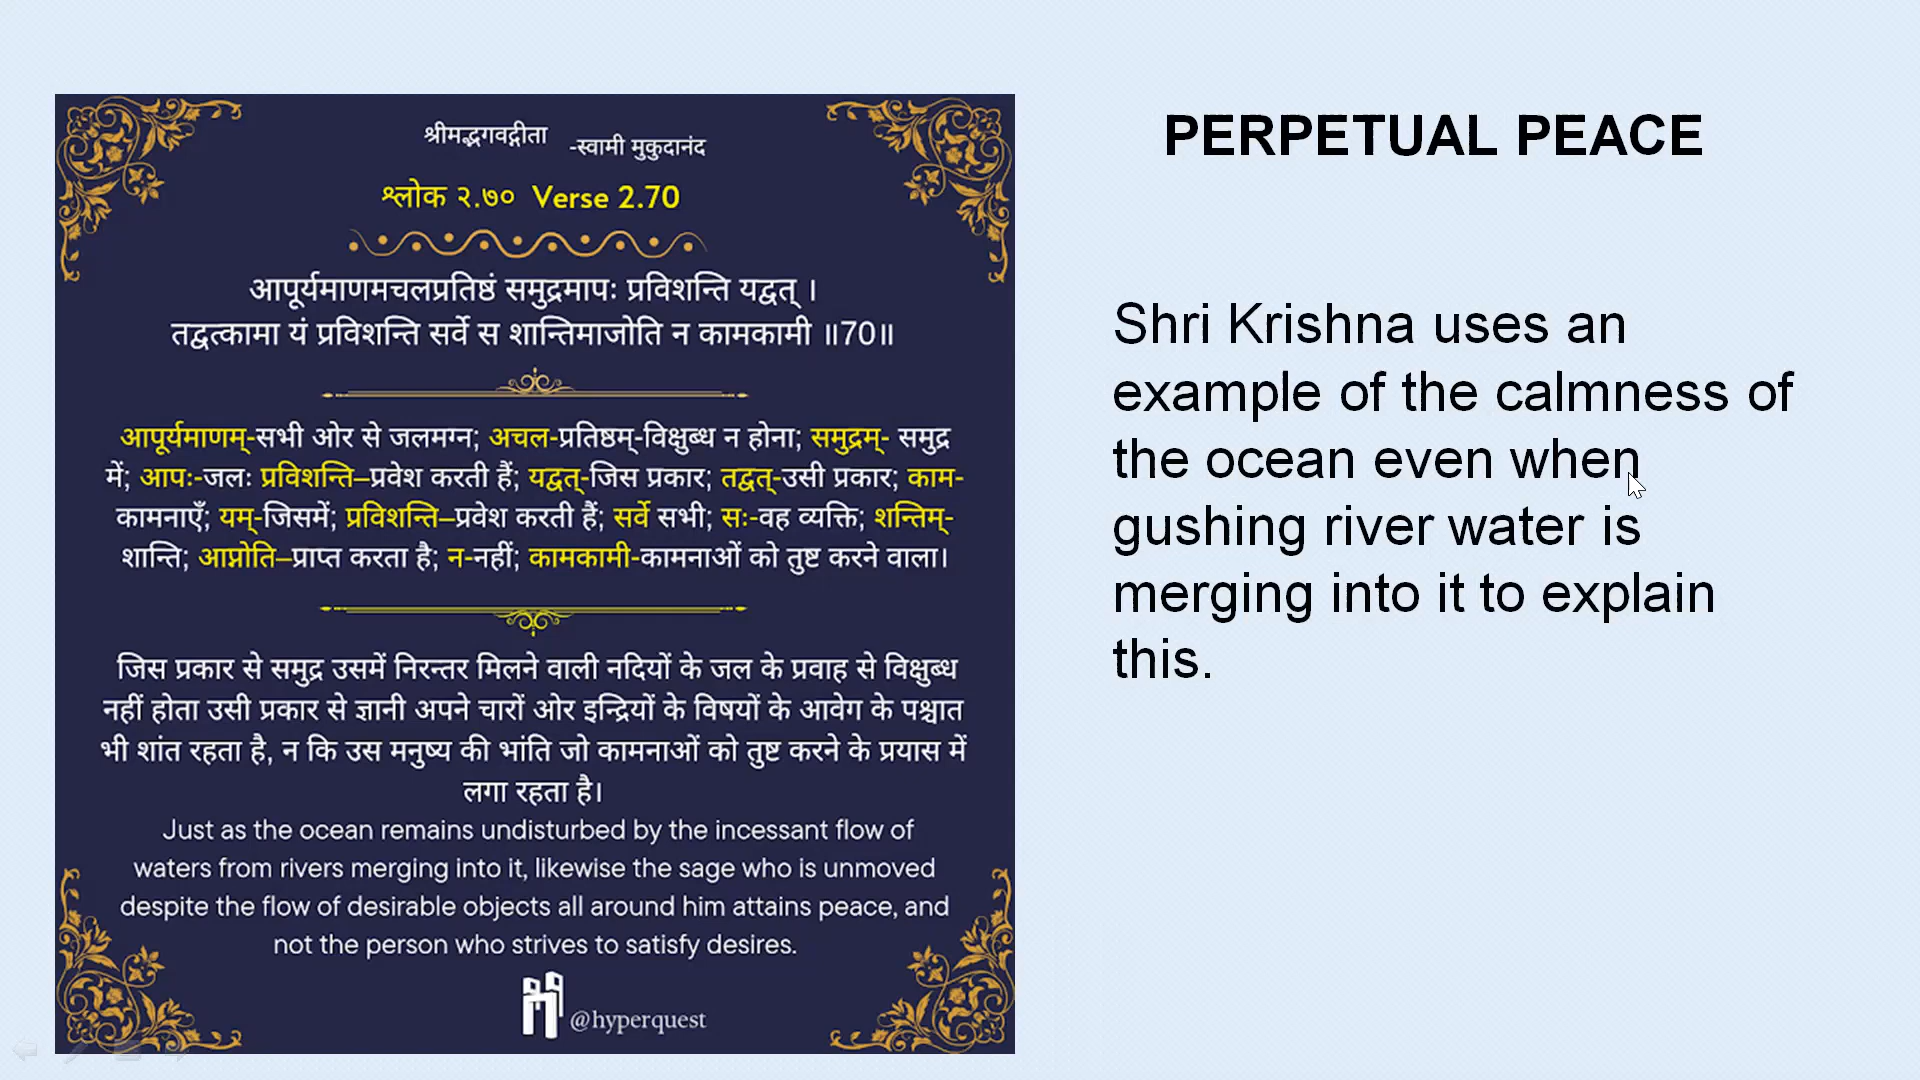 श्रीमद्भगवद्गीता -स्वामी मुकुदानंद
श्लोक २.७० Verse 2.70
आपूर्यमाणमचलप्रतिष्ठं समुद्रमापः प्रविशन्ति यद्वत् ।
तद्वत्कामा यं प्रविशन्ति सर्वे स शान्तिमाजोति न कामकामी ॥70॥
आपूर्यमाणम्-सभी ओर से जलमग्न; अचल-प्रतिष्ठम्-विक्षुब्ध न होना; समुद्रम्- समुद्र
में; आपः-जलः प्रविशन्ति–प्रवेश करती हैं; यद्वत्-जिस प्रकार; तद्वत्-उसी प्रकार; काम-
कामनाएँ; यम्-जिसमें; प्रविशन्ति–प्रवेश करती हैं; सर्वे सभी; सः-वह व्यक्ति; शन्तिम्-
शान्ति; आप्नोति–प्राप्त करता है; न-नहीं; कामकामी-कामनाओं को तुष्ट करने वाला।
जिस प्रकार से समुद्र उसमें निरन्तर मिलने वाली नदियों के जल के प्रवाह से विक्षुब्ध
नहीं होता उसी प्रकार से ज्ञानी अपने चारों ओर इन्द्रियों के विषयों के आवेग के पश्चात
भी शांत रहता है, न कि उस मनुष्य की भांति जो कामनाओं को तुष्ट करने के प्रयास में
लगा रहता है।
Just as the ocean remains undisturbed by the incessant flow of
waters from rivers merging into it, likewise the sage who is unmoved
despite the flow of desirable objects all around him attains peace, and
not the person who strives to satisfy desires.
@hyperquest
PERPETUAL PEACE
Shri Krishna uses an
example of the calmness of
the ocean even when
gushing river water is
merging into it to explain
this.